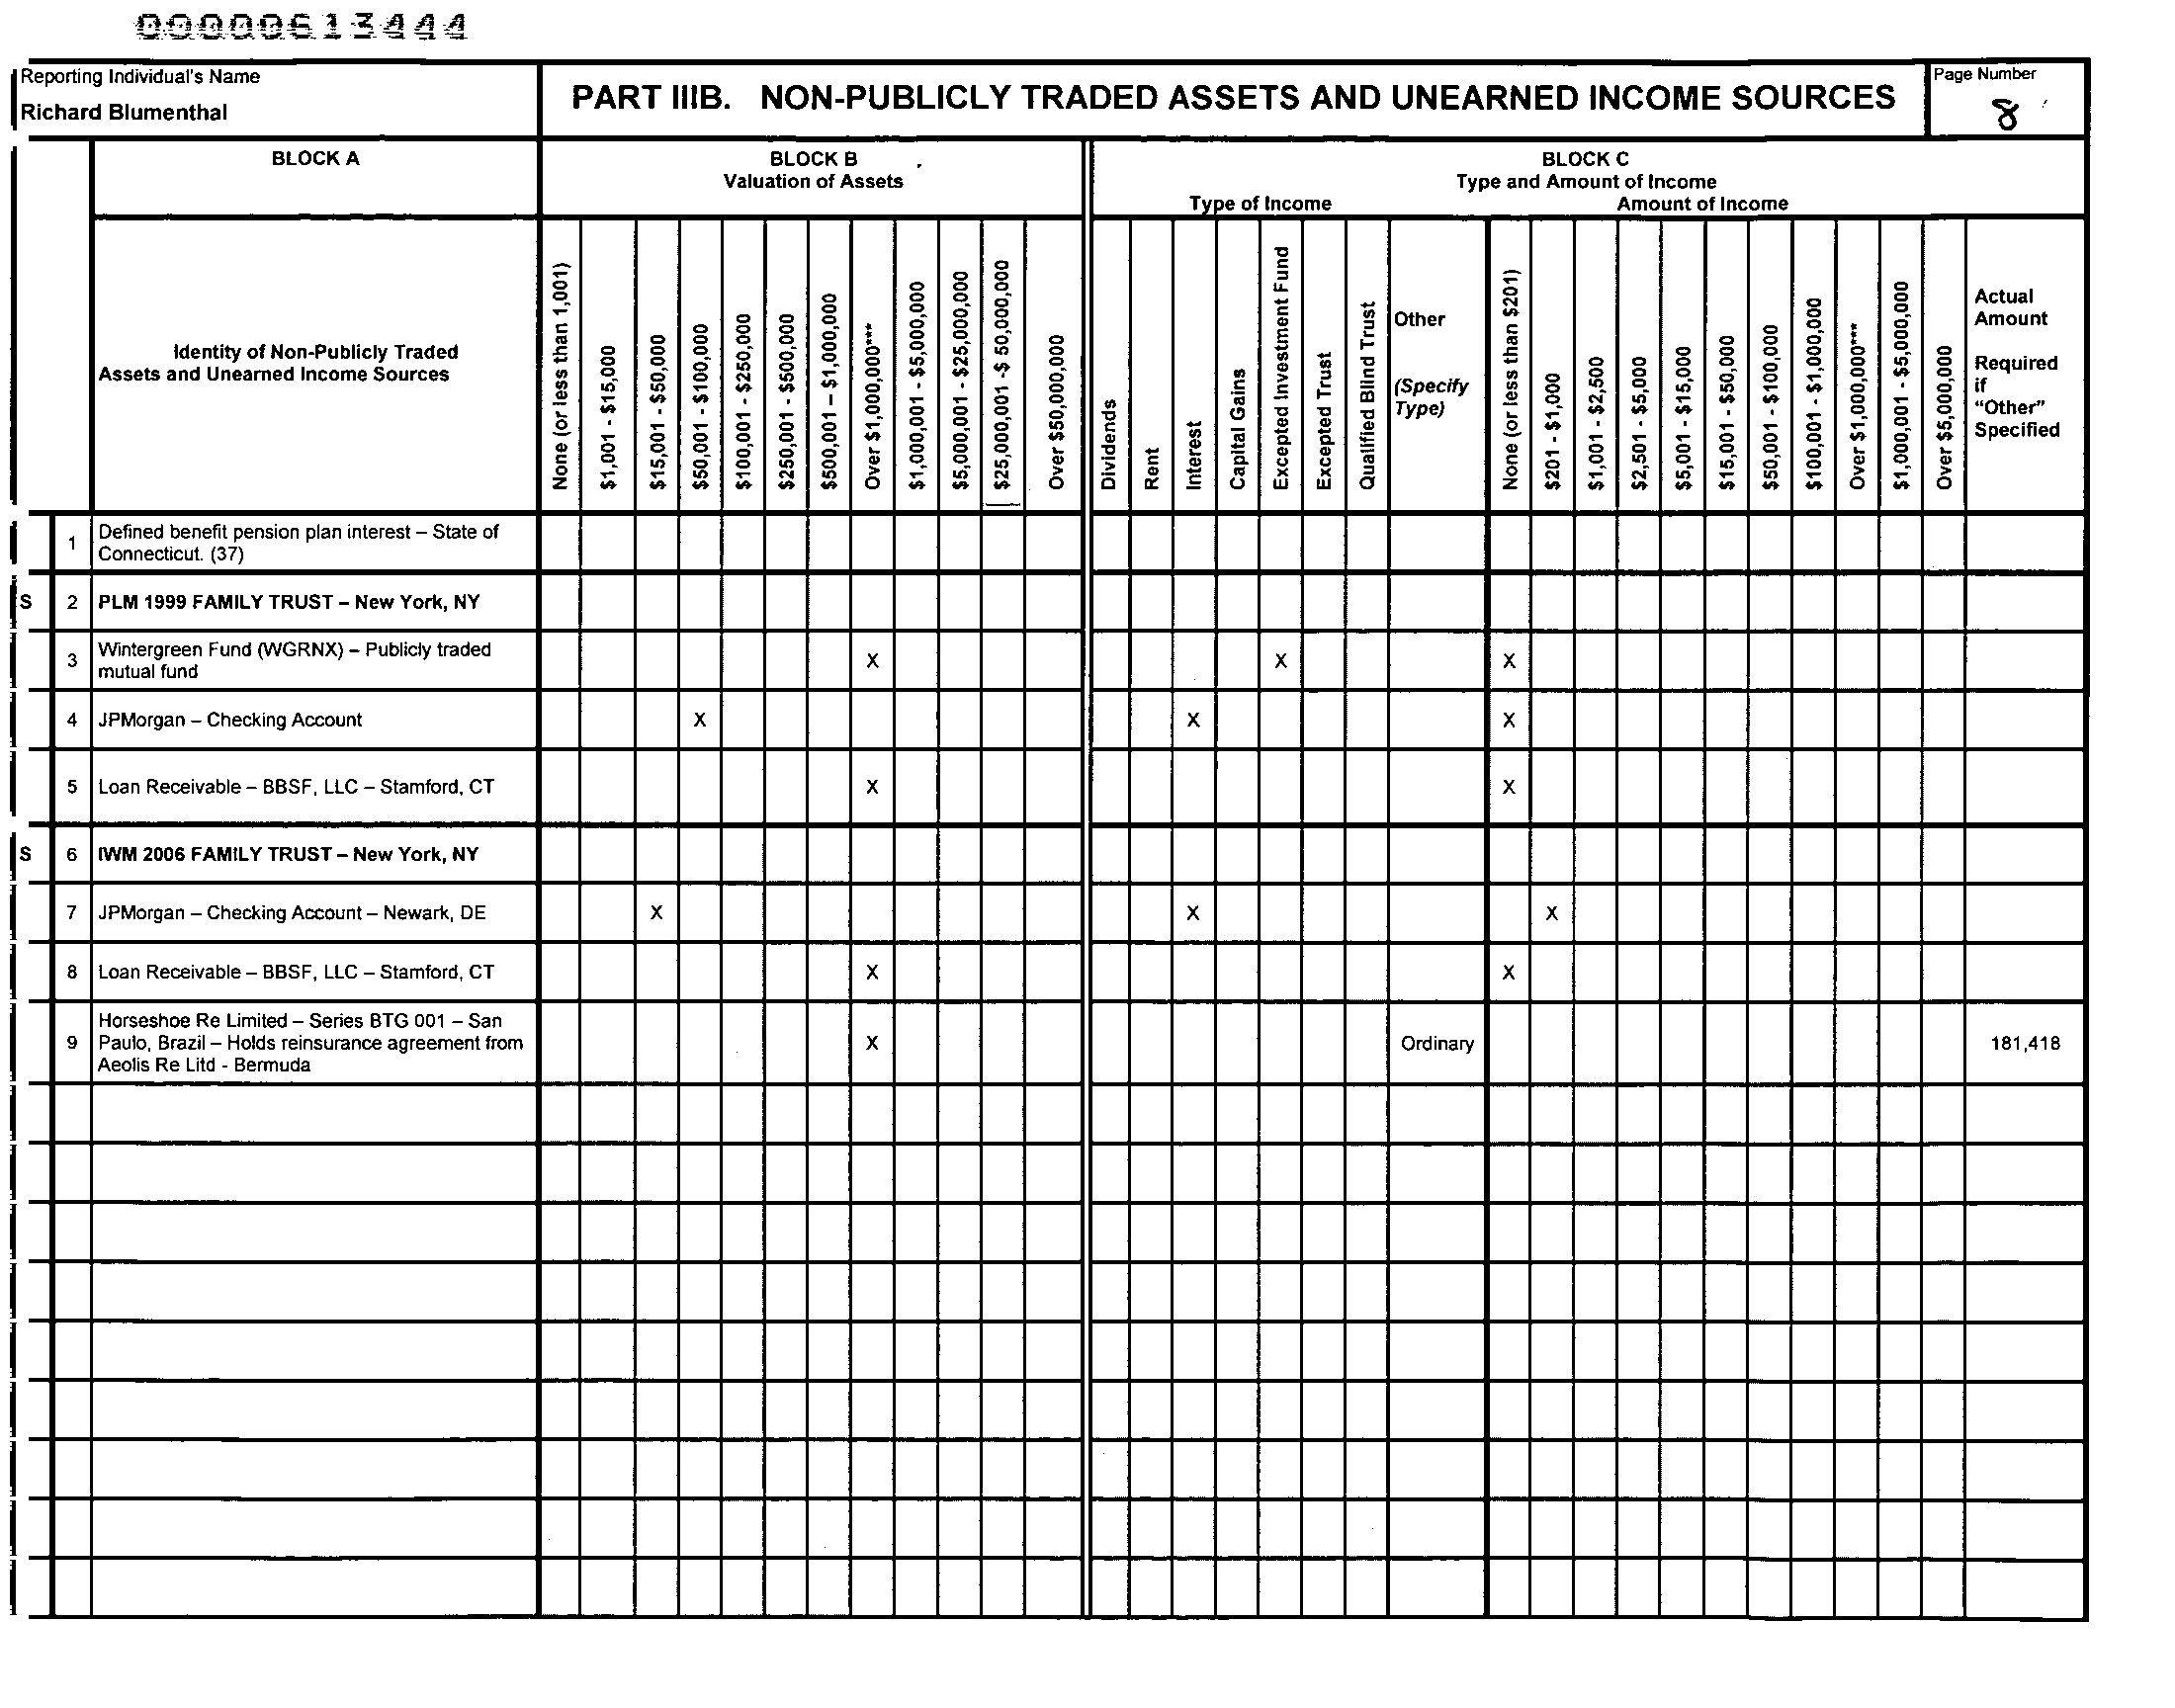 00000613444
Reporting Individual's Name
Richard Blumenthal
PART IIIB. NON-PUBLICLY TRADED ASSETS AND UNEARNED INCOME SOURCES
Page Number
8
BLOCK A
BLOCK B
Valuation of Assets
BLOCK C
Type and Amount of Income
Type of Income
Amount of Income
Identity of Non-Publicly Traded
Assets and Unearned Income Sources
None (or less than 1,001)
$1,001 - $15,000
$15,001 - $50,000
$50,001 - $100,000
$100,001 - $250,000
$250,001 - $500,000
$500,001 – $1,000,000
Over $1,000,000***
$1,000,001 - $5,000,000
$5,000,001 - $25,000,000
$25,000,001 -$ 50,000,000
Over $50,000,000
Dividends
Rent
Interest
Capital Gains
Excepted Investment Fund
Excepted Trust
Qualified Blind Trust
Other
(Specify
Type)
None (or less than $201)
$201 - $1,000
$1,001 - $2,500
$2,501 - $5,000
$5,001 - $15,000
$15,001 - $50,000
$50,001 - $100,000
$100,001 - $1,000,000
Over $1,000,000***
$1,000,001 - $5,000,000
Over $5,000,000
Actual
Amount
Required
if
“Other”
Specified
1 Defined benefit pension plan interest – State of
Connecticut. (37)
S 2 PLM 1999 FAMILY TRUST – New York, NY
3 Wintergreen Fund (WGRNX) – Publicly traded
mutual fund X X X
4 JPMorgan – Checking Account X X X
5 Loan Receivable – BBSF, LLC – Stamford, CT X X
S 6 IWM 2006 FAMILY TRUST – New York, NY
7 JPMorgan – Checking Account – Newark, DE X X X
8 Loan Receivable – BBSF, LLC – Stamford, CT X X
9 Horseshoe Re Limited – Series BTG 001 – San
Paulo, Brazil – Holds reinsurance agreement from X Ordinary 181,418
Aeolis Re Litd - Bermuda